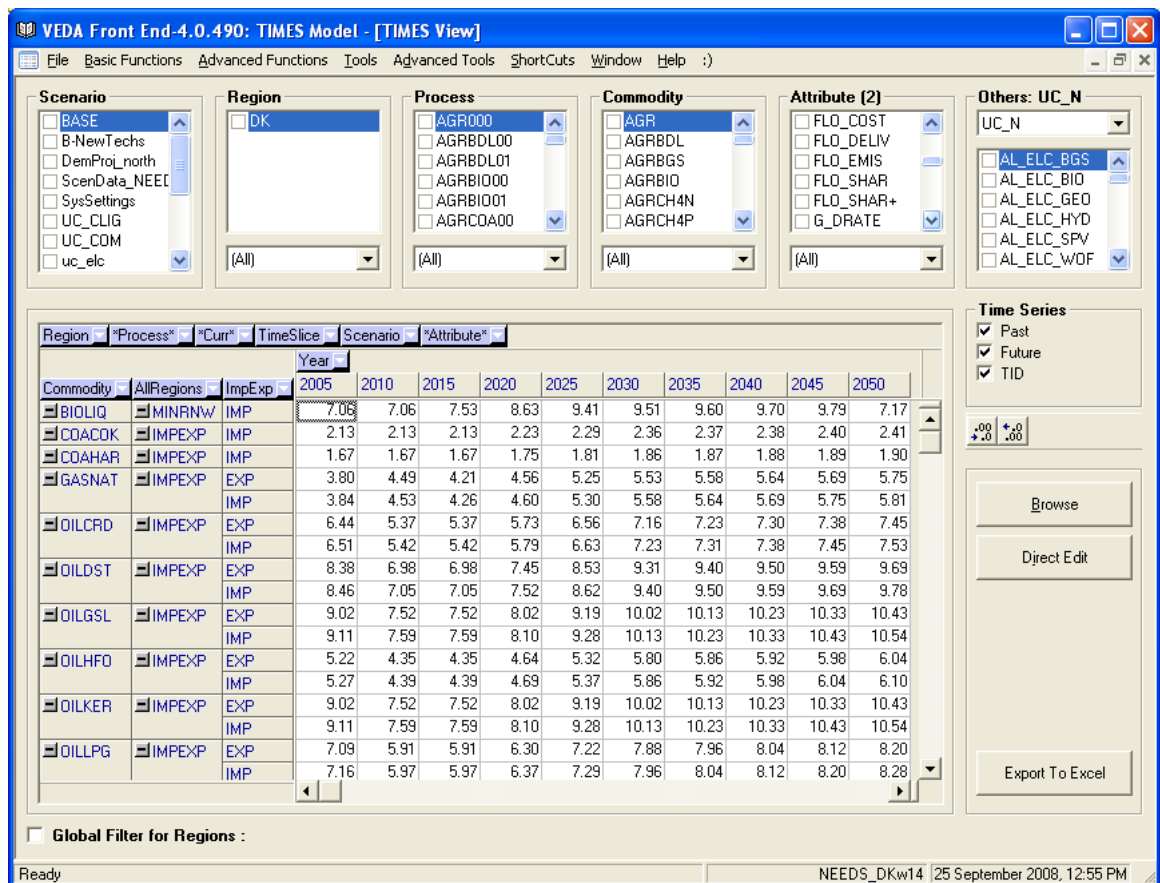 VEDA Front End-4.0.490: TIMES Model - [TIMES View]
File Basic Functions Advanced Functions Tools Advanced Tools ShortCuts Window Help :)
Scenario Region Process Commodity Attribute (2) Others: UC_N
BASE DK AGR000 AGR FLO_COST UC_N
B-NewTechs AGRBDL00 AGRBDL FLO_DELIV
DemProj_north AGRBDL01 AGRBGS FLO_EMIS AL_ELC_BGS
ScenData_NEED AGRBIO00 AGRBIO FLO_SHAR AL_ELC_BIO
SysSettings AGRBIO01 AGRCH4N FLO_SHAR+ AL_ELC_GEO
UC_CLIG AGRCOA00 AGRCH4P G_DRATE AL_ELC_HYD
UC_COM AL_ELC_SPV
uc_elc (All) (All) (All) (All) AL_ELC_WOF
Region *Process* *Curr* TimeSlice Scenario *Attribute*
Year
Commodity AllRegions ImpExp 2005 2010 2015 2020 2025 2030 2035 2040 2045 2050
BIOLIQ MINRNW IMP 7.06 7.06 7.53 8.63 9.41 9.51 9.60 9.70 9.79 7.17
COACOK IMPEXP IMP 2.13 2.13 2.13 2.23 2.29 2.36 2.37 2.38 2.40 2.41
COAHAR IMPEXP IMP 1.67 1.67 1.67 1.75 1.81 1.86 1.87 1.88 1.89 1.90
GASNAT IMPEXP EXP 3.80 4.49 4.21 4.56 5.25 5.53 5.58 5.64 5.69 5.75
IMP 3.84 4.53 4.26 4.60 5.30 5.58 5.64 5.69 5.75 5.81
OILCRD IMPEXP EXP 6.44 5.37 5.37 5.73 6.56 7.16 7.23 7.30 7.38 7.45
IMP 6.51 5.42 5.42 5.79 6.63 7.23 7.31 7.38 7.45 7.53
OILDST IMPEXP EXP 8.38 6.98 6.98 7.45 8.53 9.31 9.40 9.50 9.59 9.69
IMP 8.46 7.05 7.05 7.52 8.62 9.40 9.50 9.59 9.69 9.78
OILGSL IMPEXP EXP 9.02 7.52 7.52 8.02 9.19 10.02 10.13 10.23 10.33 10.43
IMP 9.11 7.59 7.59 8.10 9.28 10.13 10.23 10.33 10.43 10.54
OILHFO IMPEXP EXP 5.22 4.35 4.35 4.64 5.32 5.80 5.86 5.92 5.98 6.04
IMP 5.27 4.39 4.39 4.69 5.37 5.86 5.92 5.98 6.04 6.10
OILKER IMPEXP EXP 9.02 7.52 7.52 8.02 9.19 10.02 10.13 10.23 10.33 10.43
IMP 9.11 7.59 7.59 8.10 9.28 10.13 10.23 10.33 10.43 10.54
OILLPG IMPEXP EXP 7.09 5.91 5.91 6.30 7.22 7.88 7.96 8.04 8.12 8.20
IMP 7.16 5.97 5.97 6.37 7.29 7.96 8.04 8.12 8.20 8.28
Time Series
Past
Future
TID
.00 .0 .0 .00
Browse
Direct Edit
Export To Excel
Global Filter for Regions :
Ready NEEDS_DKw14 25 September 2008, 12:55 PM